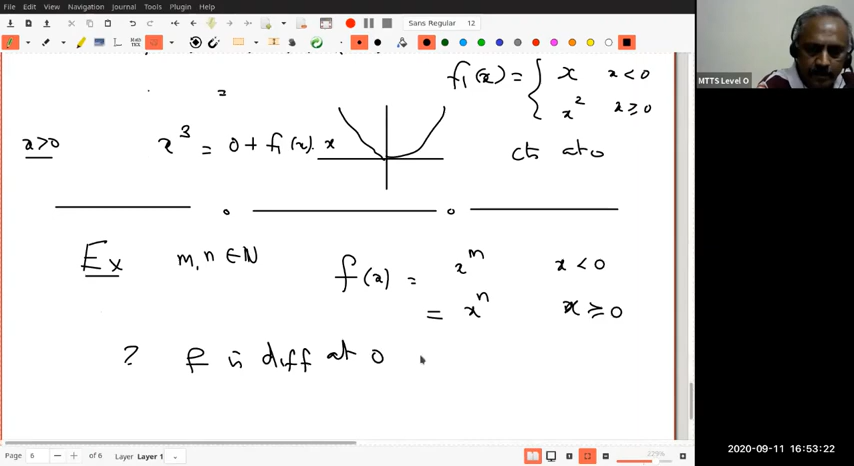 File Edit View Navigation Journal Tools Plugin Help
Sans Regular 12
f₁(x) = { x x < 0
x² x ≥ 0
x>0 x³ = 0 + f₁(x). x cts at 0
Ex m, n ∈ ℕ f(x) = x^m x < 0
= x^n x ≥ 0
? f is diff at 0
MTTS Level O
2020-09-11 16:53:22
Page 6 of 6 Layer Layer 1 229%